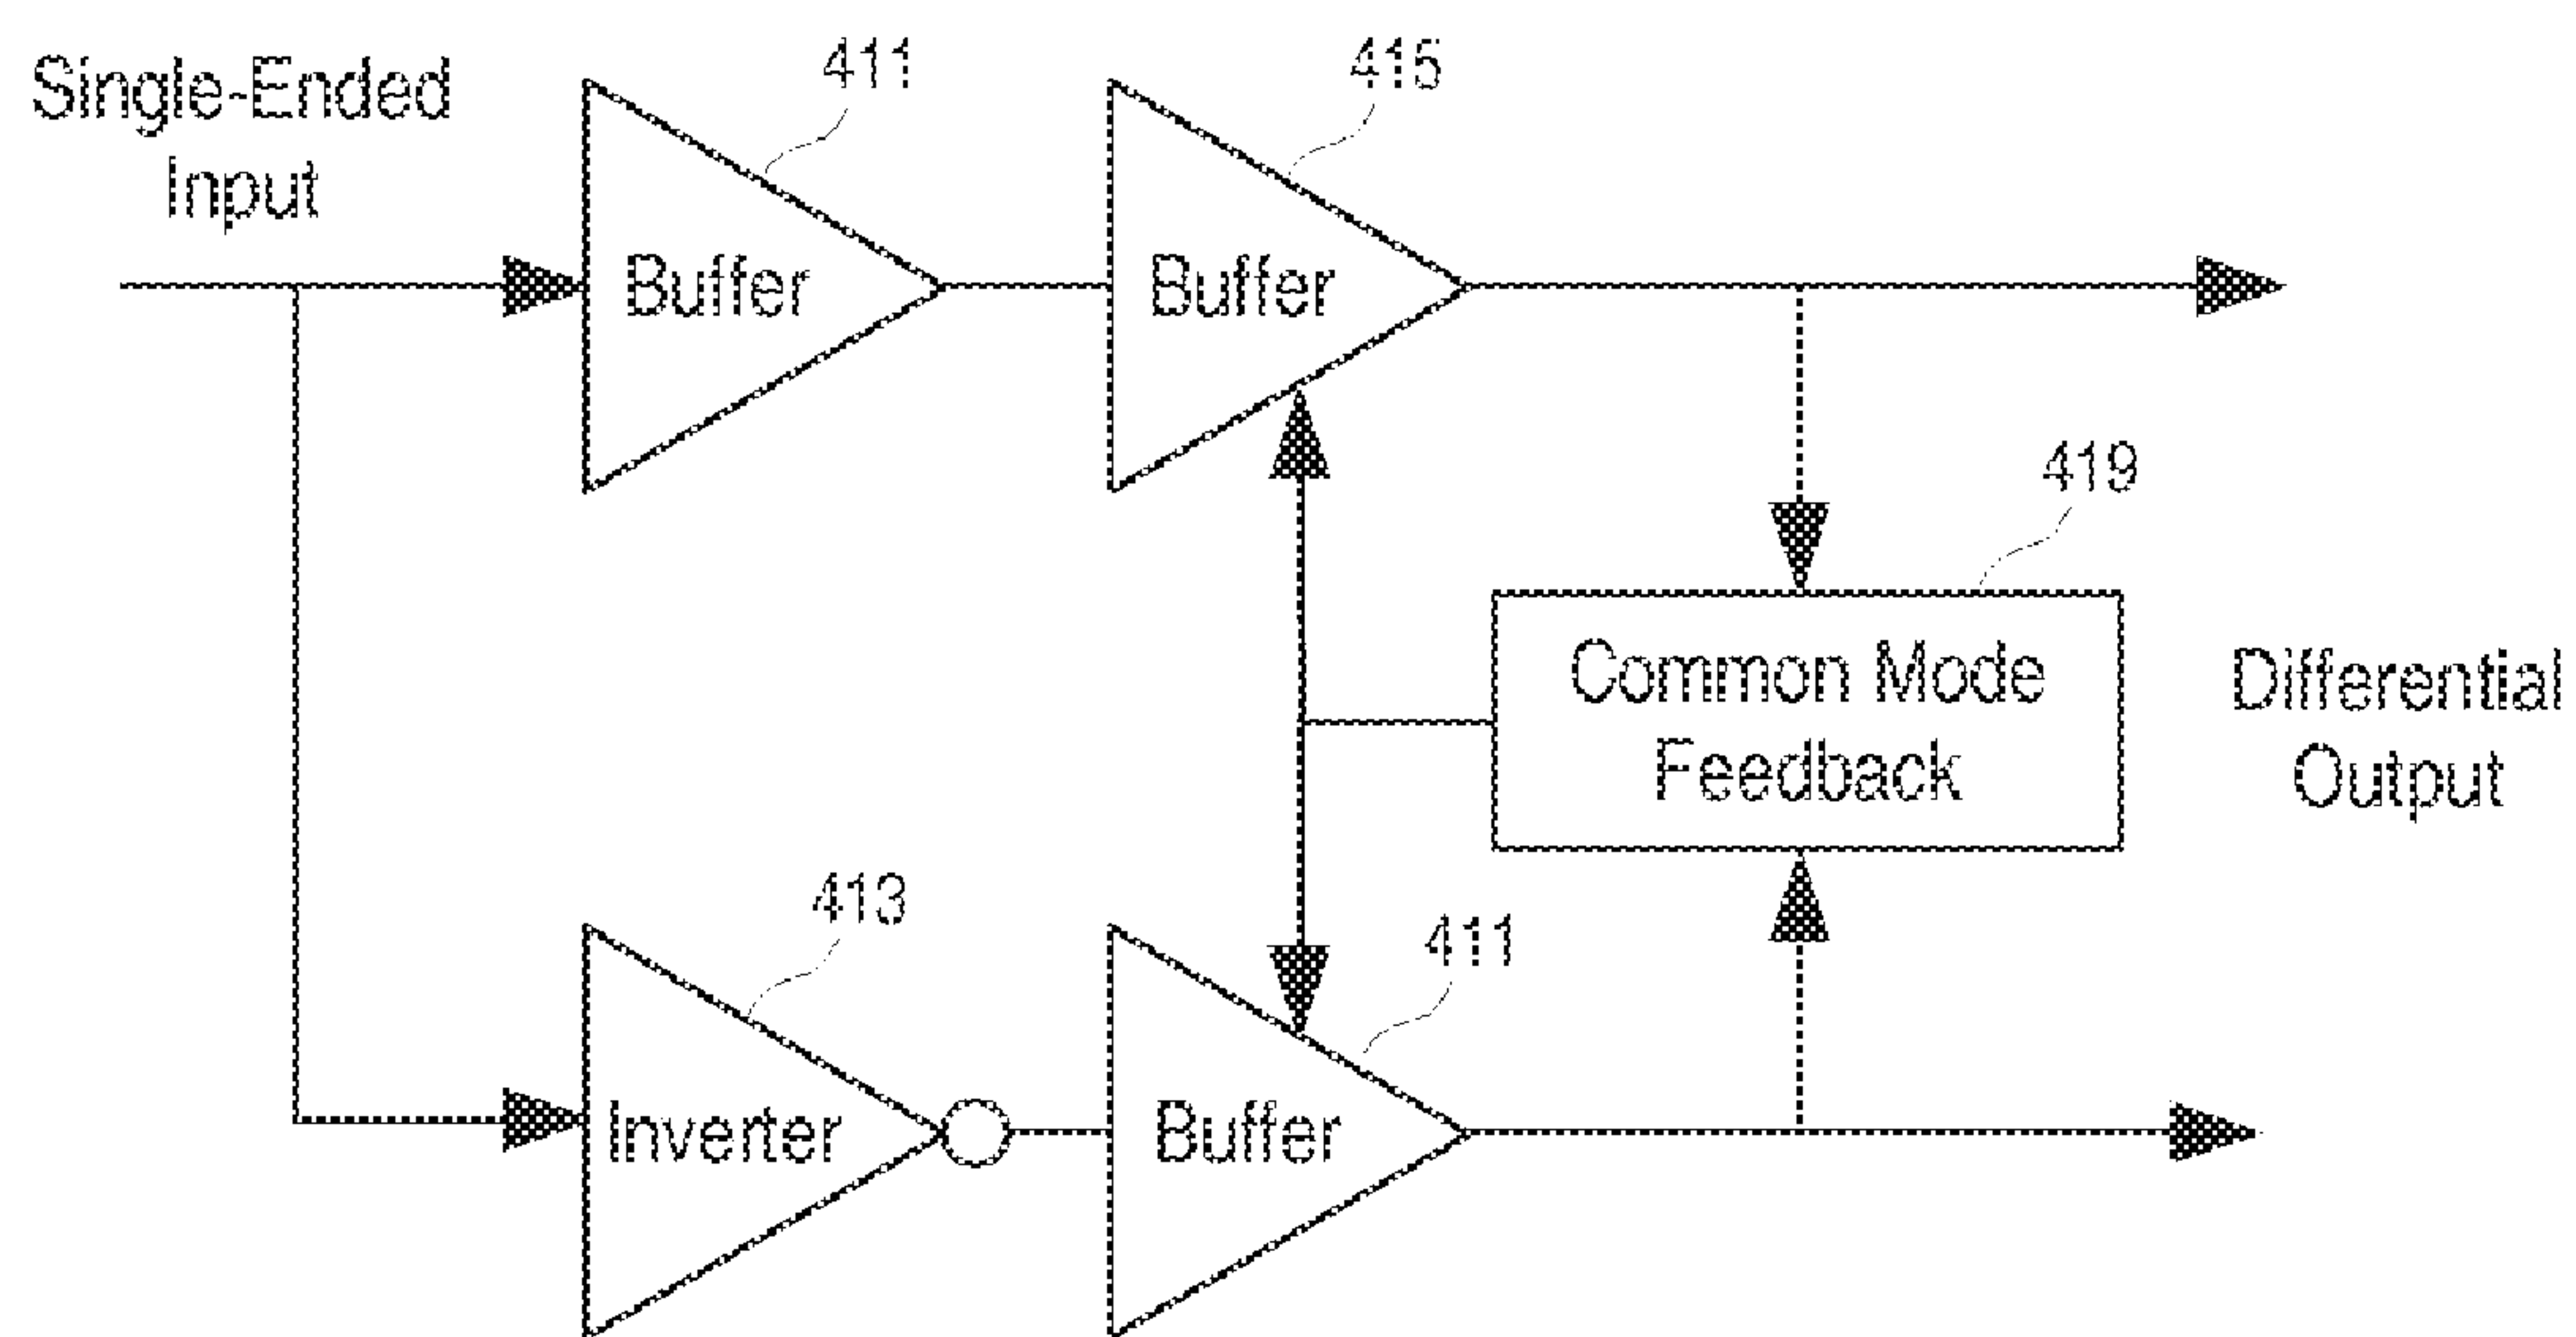 Single-Ended
Input
411
415
Buffer
Buffer
419
Common Mode
Feedback
Differential
Output
413
411
Inverter
Buffer